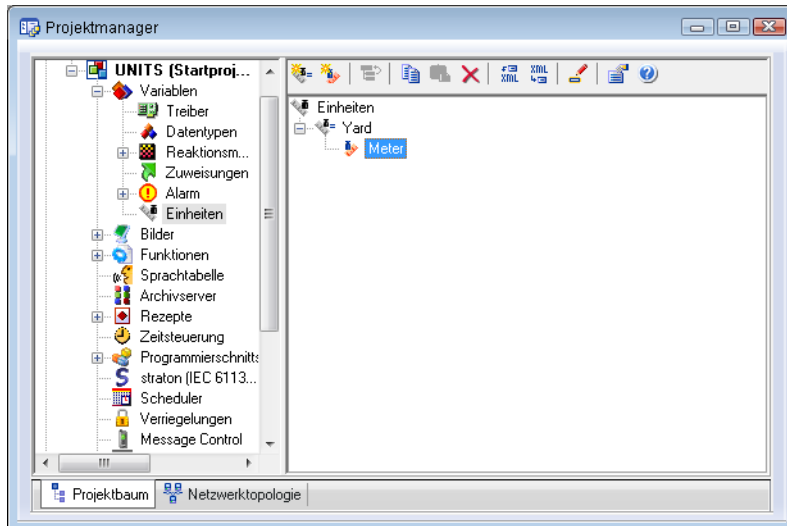 Projektmanager
UNITS (Startproj...
Variablen
Treiber
Datentypen
Reaktionsm...
Zuweisungen
Alarm
Einheiten
Bilder
Funktionen
Sprachtabelle
Archivserver
Rezepte
Zeitsteuerung
Programmierschnitts
straton (IEC 6113...
Scheduler
Verriegelungen
Message Control
XML XML
Einheiten
Yard
Meter
Projektbaum Netzwerktopologie